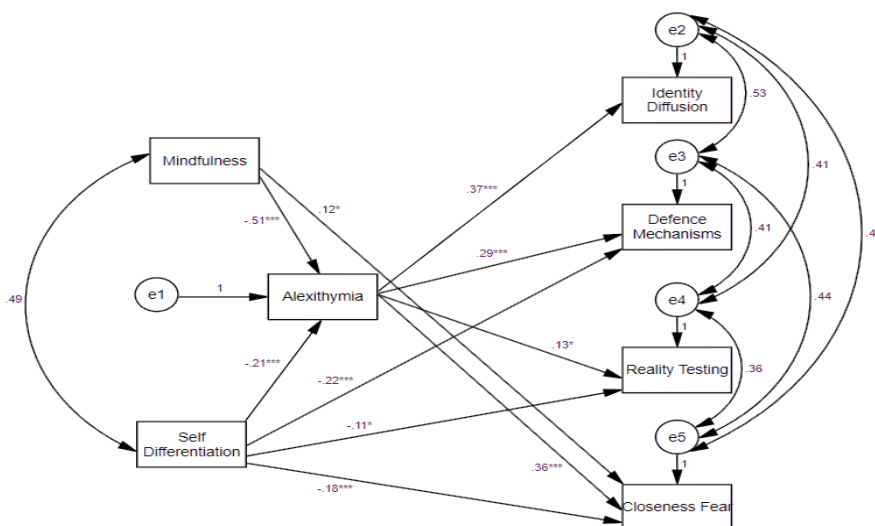 e2
1
Identity
Diffusion
.53
e3
Mindfulness
1
.41
.37***
.12*
-.51***
Defence
Mechanisms
.41
.4
.29***
e1
1
Alexithymia
.49
e4
.44
1
.13*
-.21***
-.22***
Reality Testing
.36
-.11*
Self
Differentiation
e5
.36***
1
-.18***
Closeness Fear